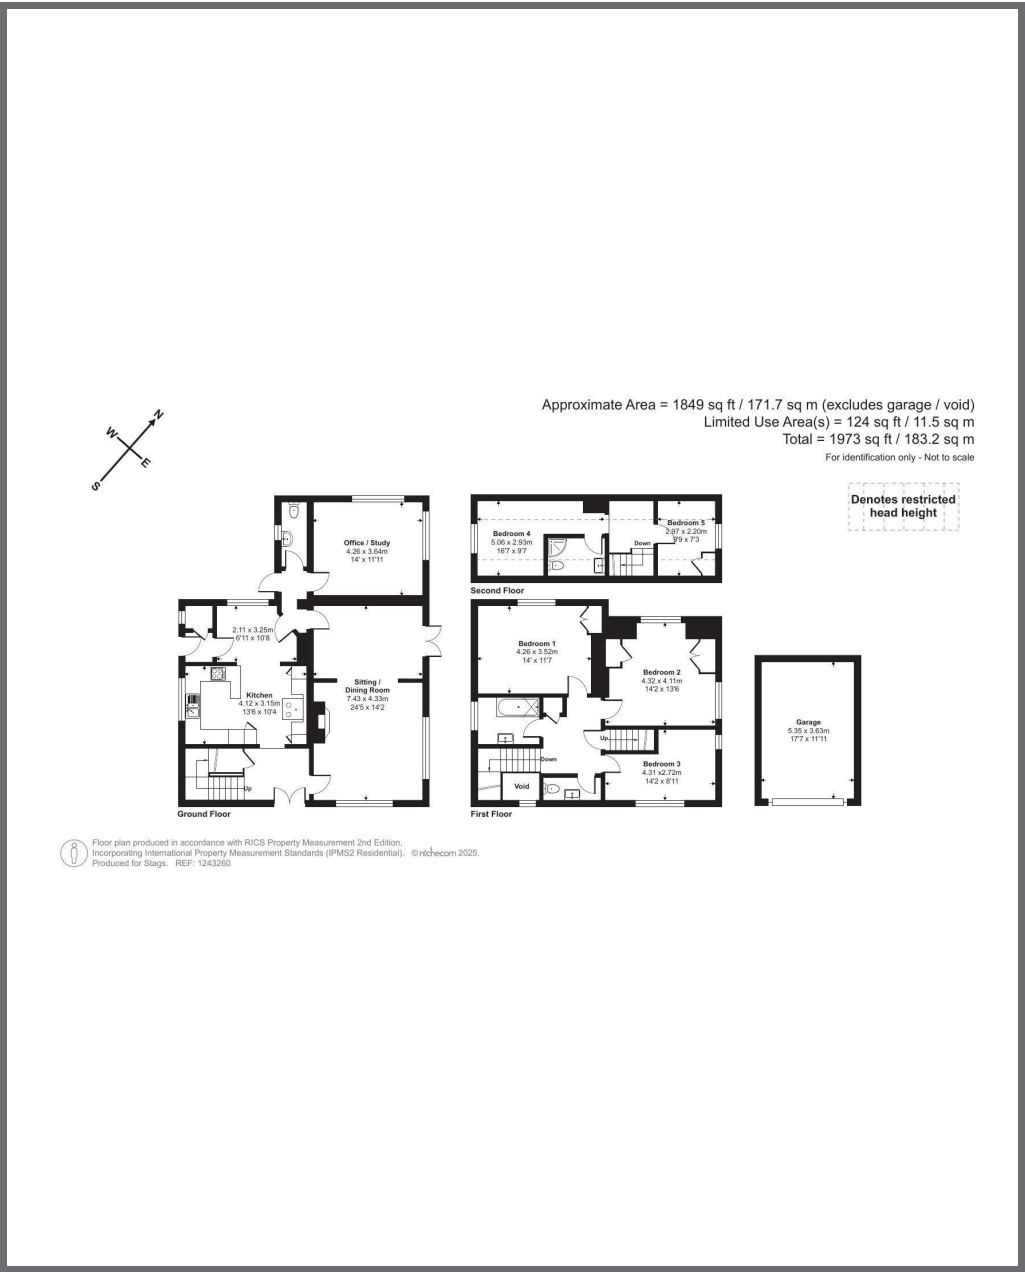 Approximate Area = 1849 sq ft / 171.7 sq m (excludes garage / void)
Limited Use Area(s) = 124 sq ft / 11.5 sq m
Total = 1973 sq ft / 183.2 sq m
For identification only - Not to scale
N
W
E
S
Denotes restricted
head height
Office / Study
4.26 x 3.64m
14' x 11'11
2.11 x 3.25m
6'11 x 10'8
Kitchen
4.12 x 3.15m
13'6 x 10'4
Sitting /
Dining Room
7.43 x 4.33m
24'5 x 14'2
Up
Ground Floor
Bedroom 4
5.06 x 2.93m
16'7 x 9'7
Down
Bedroom 5
2.97 x 2.20m
9'9 x 7'3
Second Floor
Bedroom 1
4.26 x 3.52m
14' x 11'7
Bedroom 2
4.32 x 4.11m
14'2 x 13'6
Up
Down
Bedroom 3
4.31 x2.72m
14'2 x 8'11
Void
First Floor
Garage
5.35 x 3.63m
17'7 x 11'11
Floor plan produced in accordance with RICS Property Measurement 2nd Edition,
Incorporating International Property Measurement Standards (IPMS2 Residential). © nichecom 2025.
Produced for Stags. REF: 1243260